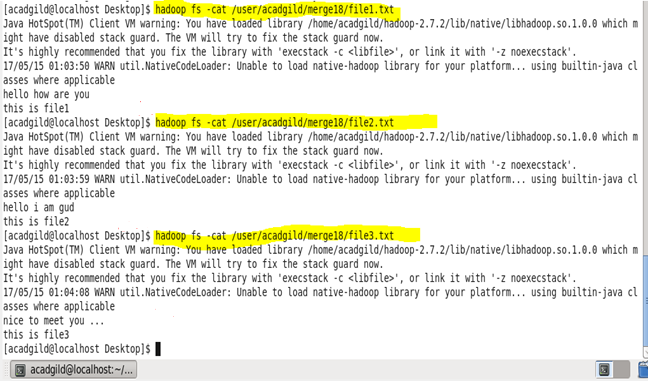 [acadgild@localhost Desktop]$ hadoop fs -cat /user/acadgild/merge18/file1.txt
Java HotSpot(TM) Client VM warning: You have loaded library /home/acadgild/hadoop-2.7.2/lib/native/libhadoop.so.1.0.0 which m
ight have disabled stack guard. The VM will try to fix the stack guard now.
It's highly recommended that you fix the library with 'execstack -c <libfile>', or link it with '-z noexecstack'.
17/05/15 01:03:50 WARN util.NativeCodeLoader: Unable to load native-hadoop library for your platform... using builtin-java cl
asses where applicable
hello how are you
this is file1
[acadgild@localhost Desktop]$ hadoop fs -cat /user/acadgild/merge18/file2.txt
Java HotSpot(TM) Client VM warning: You have loaded library /home/acadgild/hadoop-2.7.2/lib/native/libhadoop.so.1.0.0 which m
ight have disabled stack guard. The VM will try to fix the stack guard now.
It's highly recommended that you fix the library with 'execstack -c <libfile>', or link it with '-z noexecstack'.
17/05/15 01:03:59 WARN util.NativeCodeLoader: Unable to load native-hadoop library for your platform... using builtin-java cl
asses where applicable
hello i am gud
this is file2
[acadgild@localhost Desktop]$ hadoop fs -cat /user/acadgild/merge18/file3.txt
Java HotSpot(TM) Client VM warning: You have loaded library /home/acadgild/hadoop-2.7.2/lib/native/libhadoop.so.1.0.0 which m
ight have disabled stack guard. The VM will try to fix the stack guard now.
It's highly recommended that you fix the library with 'execstack -c <libfile>', or link it with '-z noexecstack'.
17/05/15 01:04:08 WARN util.NativeCodeLoader: Unable to load native-hadoop library for your platform... using builtin-java cl
asses where applicable
nice to meet you ...
this is file3
[acadgild@localhost Desktop]$
acadgild@localhost:~/...